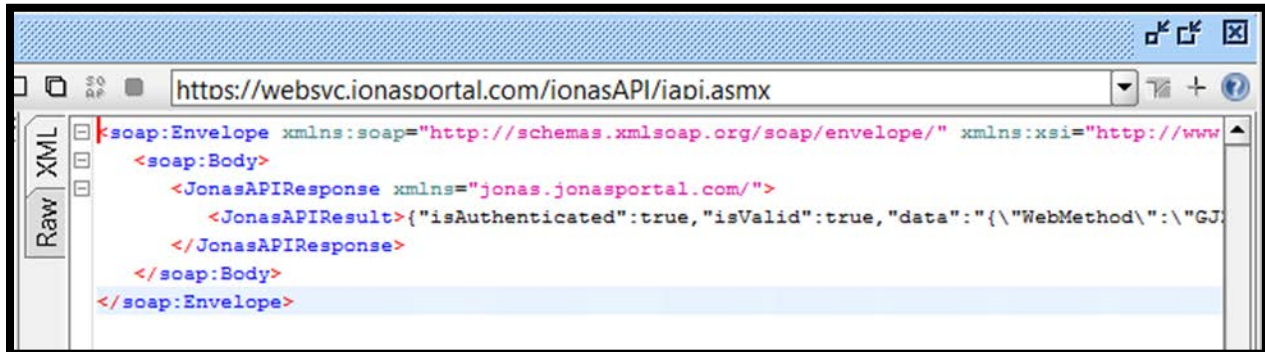 SO
AP
https://websvc.jonasportal.com/jonasAPI/japi.asmx
XML
Raw
<soap:Envelope xmlns:soap="http://schemas.xmlsoap.org/soap/envelope/" xmlns:xsi="http://www
<soap:Body>
<JonasAPIResponse xmlns="jonas.jonasportal.com/">
<JonasAPIResult>{"isAuthenticated":true,"isValid":true,"data":"{\"WebMethod\":\"GJ
</JonasAPIResponse>
</soap:Body>
</soap:Envelope>